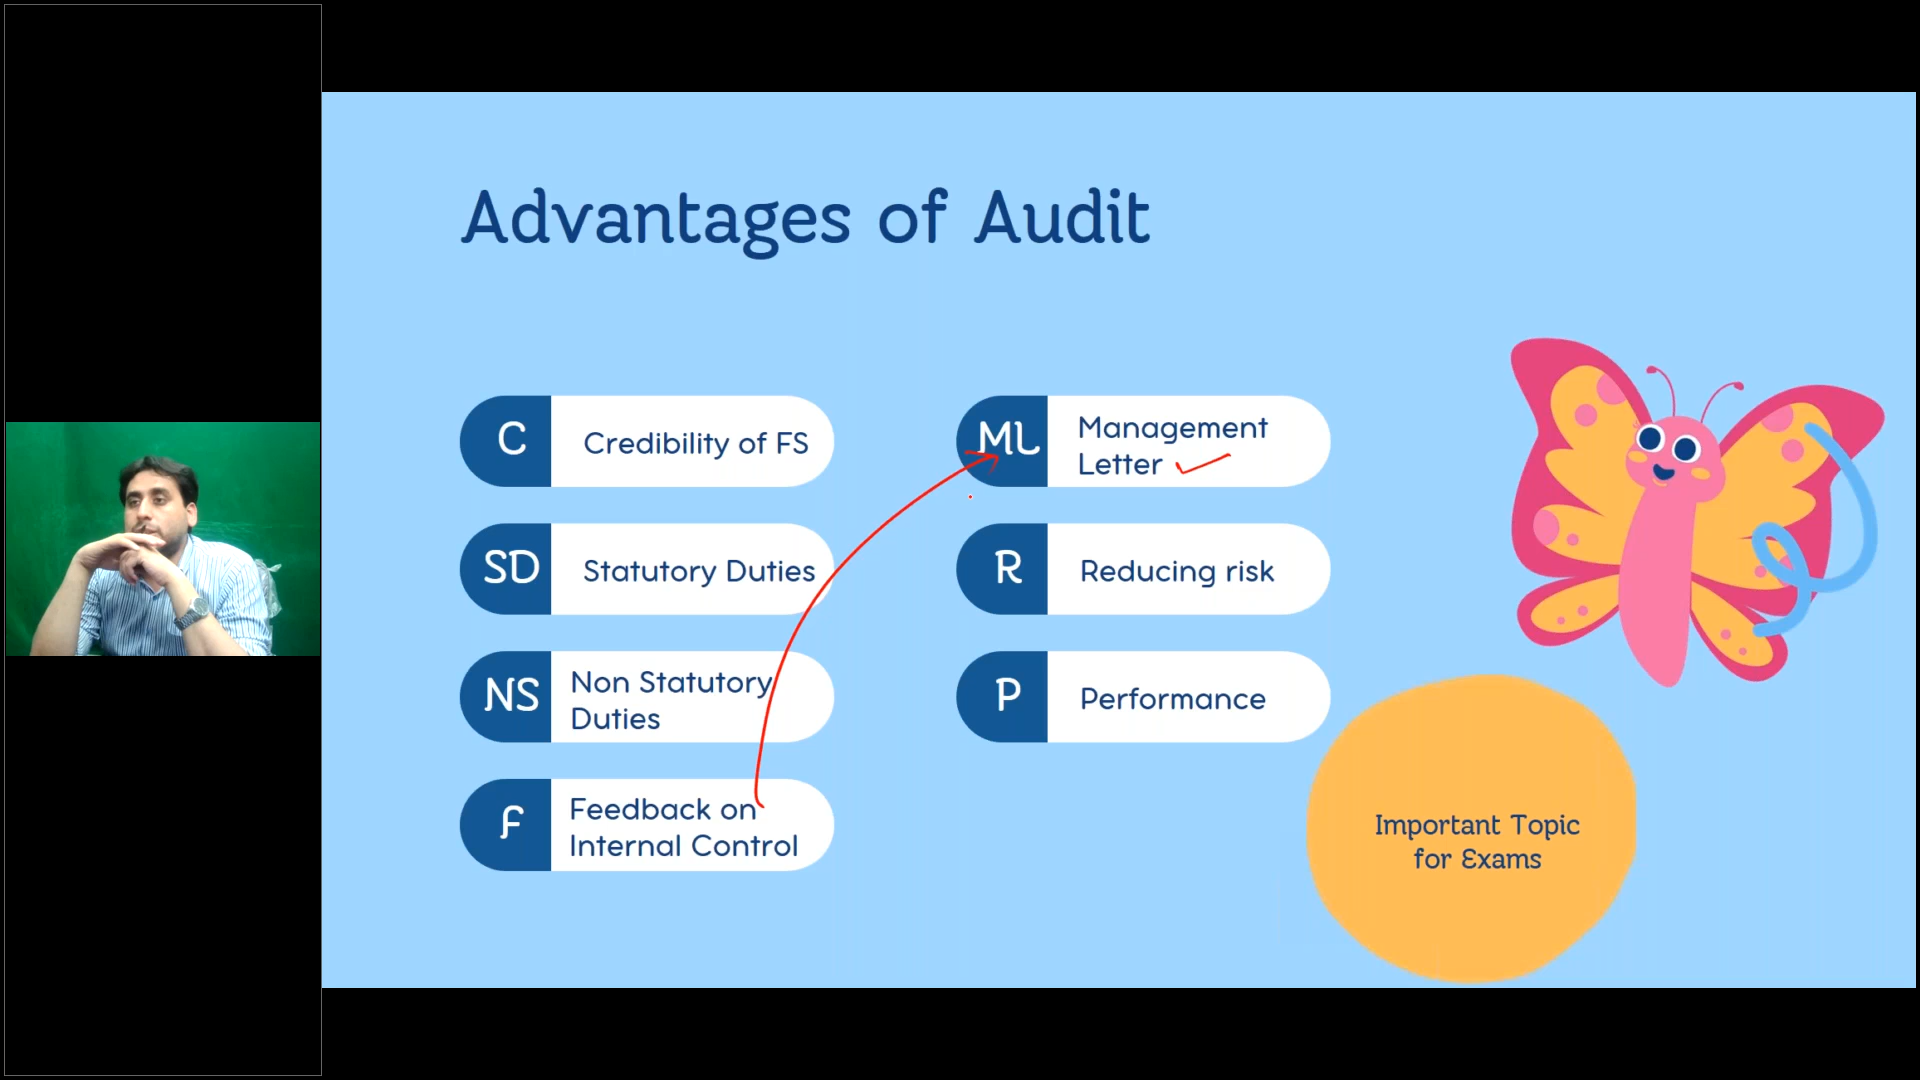 Advantages of Audit
C
Credibility of FS
SD
Statutory Duties
NS
Non Statutory
Duties
F
Feedback on
Internal Control
ML
Management
Letter
R
Reducing risk
P
Performance
Important Topic
for Exams